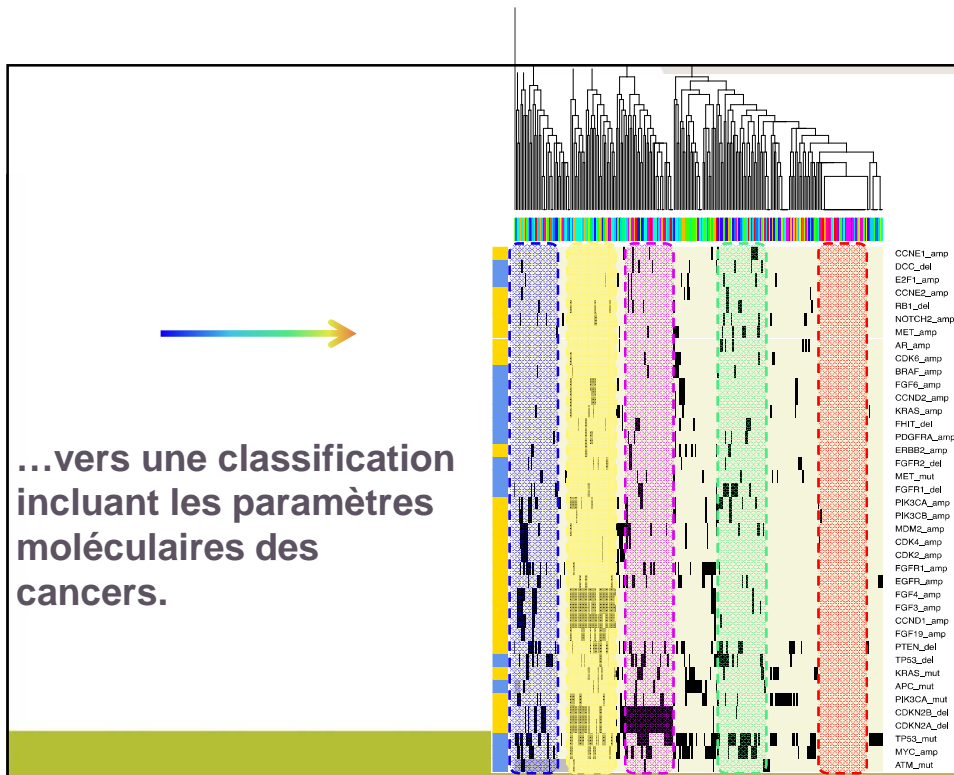 …vers une classification
incluant les paramètres
moléculaires des
cancers.
CCNE1_amp
DCC_del
E2F1_amp
CCNE2_amp
RB1_del
NOTCH2_amp
MET_amp
AR_amp
CDK6_amp
BRAF_amp
FGF6_amp
CCND2_amp
KRAS_amp
FHIT_del
PDGFRA_amp
ERBB2_amp
FGFR2_del
MET_mut
FGFR1_del
PIK3CA_amp
PIK3CB_amp
MDM2_amp
CDK4_amp
CDK2_amp
FGFR1_amp
EGFR_amp
FGF4_amp
FGF3_amp
CCND1_amp
FGF19_amp
PTEN_del
TP53_del
KRAS_mut
APC_mut
PIK3CA_mut
CDKN2B_del
CDKN2A_del
TP53_mut
MYC_amp
ATM_mut